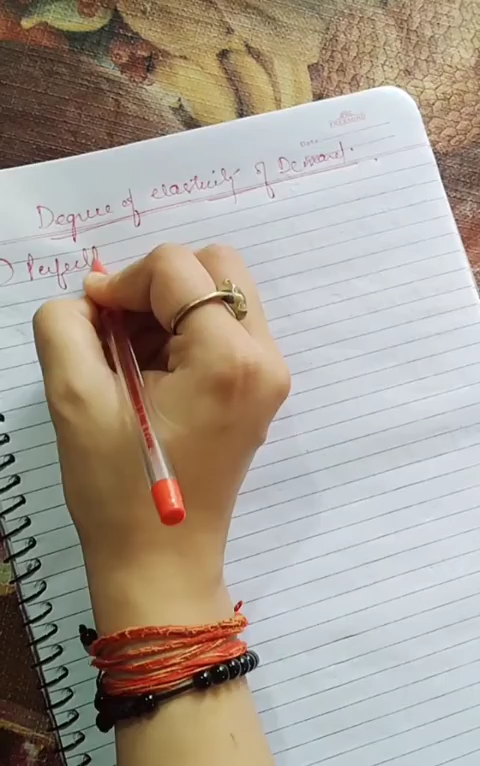 Date
Degree of elasticity of Demand.
) Perfectl